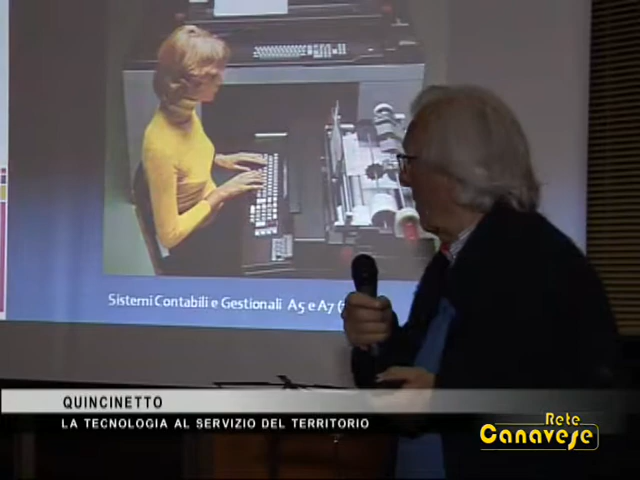 Sistemi Contabili e Gestionali A5 e A7
QUINCINETTO
LA TECNOLOGIA AL SERVIZIO DEL TERRITORIO
Rete
Canavese